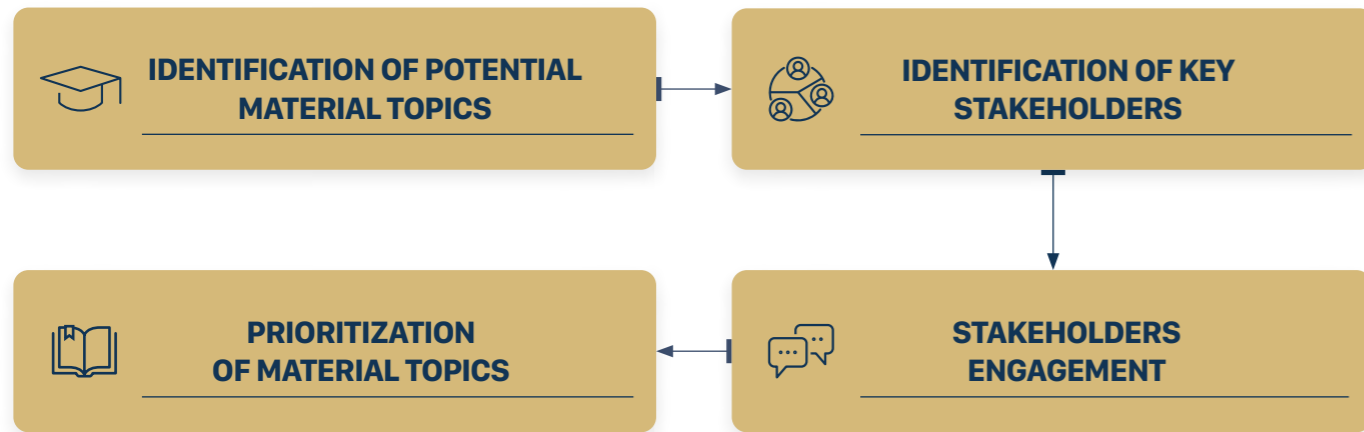 IDENTIFICATION OF POTENTIAL
MATERIAL TOPICS
IDENTIFICATION OF KEY
STAKEHOLDERS
STAKEHOLDERS
ENGAGEMENT
PRIORITIZATION
OF MATERIAL TOPICS